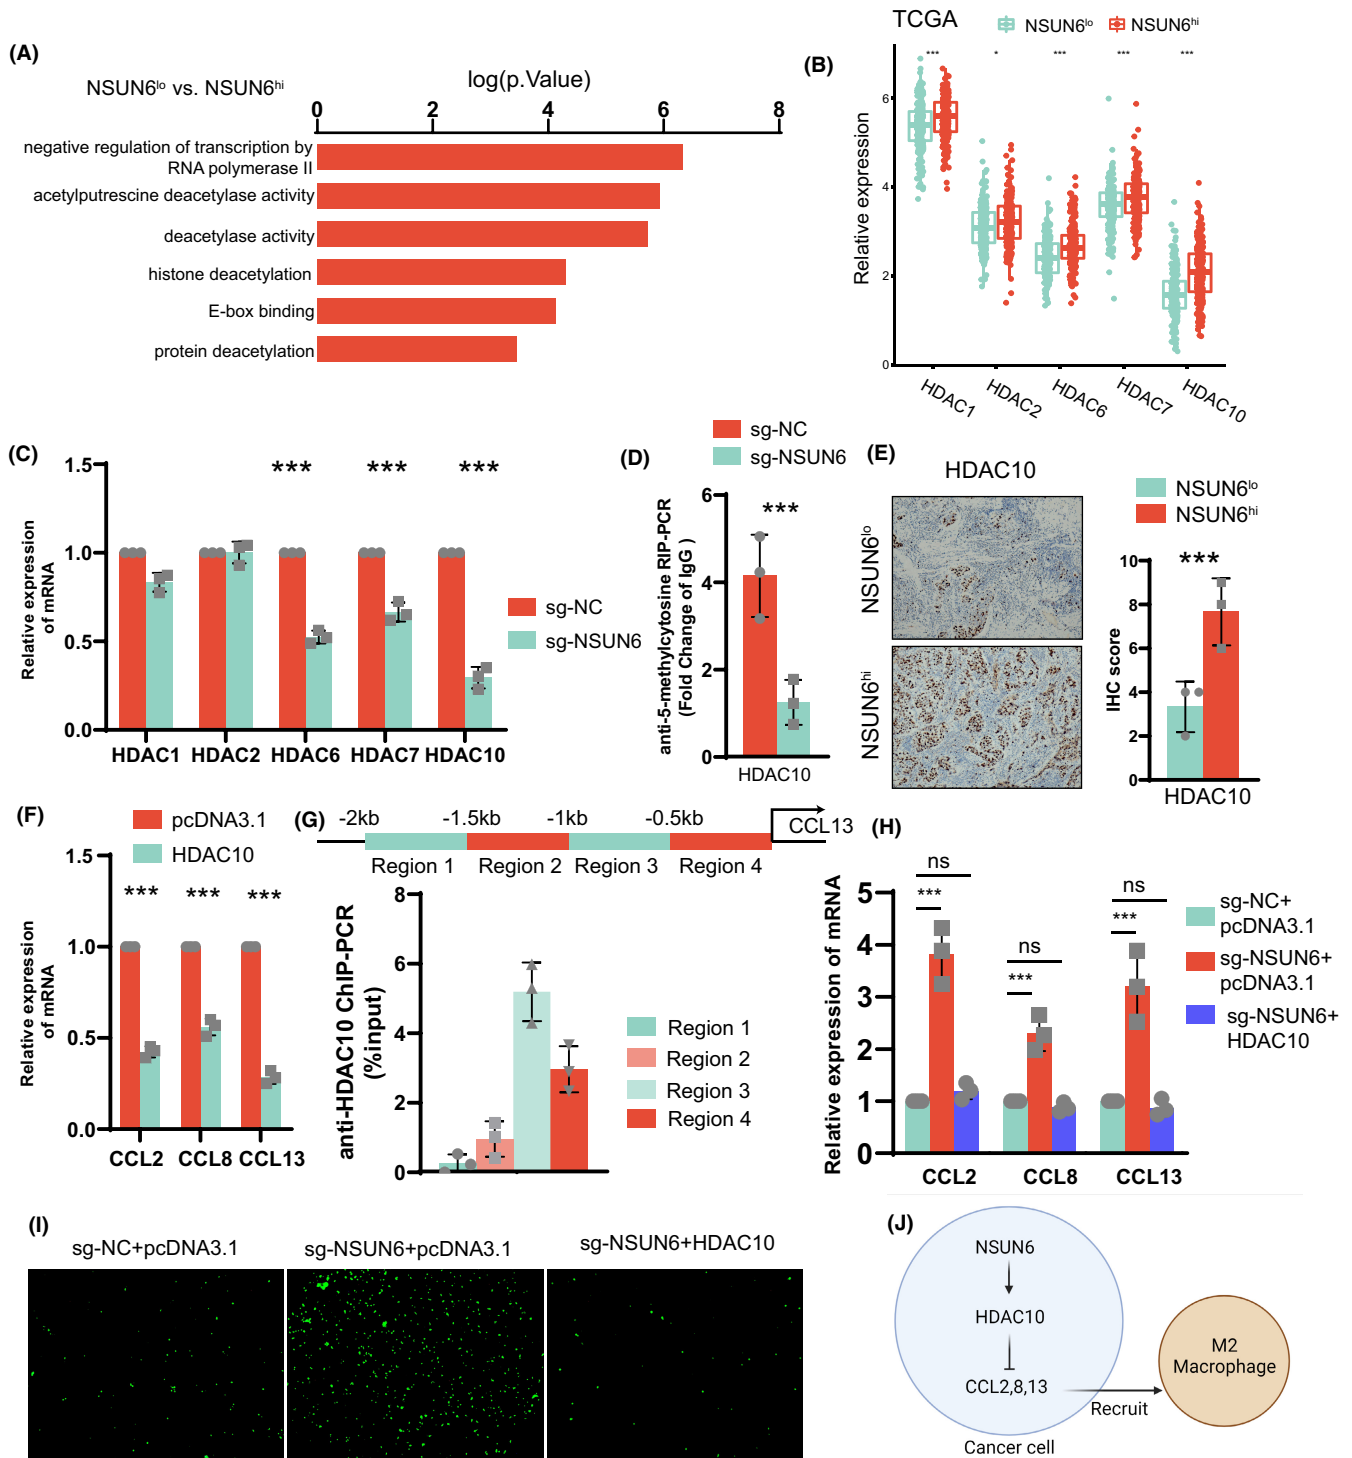 (A)
NSUN6lo vs. NSUN6hi
log(p.Value)
0 2 4 6 8
negative regulation of transcription by
RNA polymerase II
acetylputrescine deacetylase activity
deacetylase activity
histone deacetylation
E-box binding
protein deacetylation
TCGA
NSUN6lo NSUN6hi
(B)
*** * *** *** ***
Relative expression
6
4
2
0
HDAC1 HDAC2 HDAC6 HDAC7 HDAC10
(C)
Relative expression
of mRNA
1.5
1.0
0.5
0.0
*** *** ***
HDAC1 HDAC2 HDAC6 HDAC7 HDAC10
sg-NC
sg-NSUN6
(D)
sg-NC
sg-NSUN6
anti-5-methylcytosine RIP-PCR
(Fold Change of IgG )
6
4
2
0
***
HDAC10
(E)
HDAC10
NSUN6lo
NSUN6hi
NSUN6lo
NSUN6hi
IHC score
10
8
6
4
2
0
***
HDAC10
(F)
pcDNA3.1
HDAC10
Relative expression
of mRNA
1.5
1.0
0.5
0.0
*** *** ***
CCL2 CCL8 CCL13
(G)
-2kb -1.5kb -1kb -0.5kb
CCL13
Region 1 Region 2 Region 3 Region 4
anti-HDAC10 ChIP-PCR
(%input)
8
6
4
2
0
Region 1
Region 2
Region 3
Region 4
(H)
Relative expression of mRNA
5
4
3
2
1
0
ns
***
ns
***
ns
***
CCL2 CCL8 CCL13
sg-NC+
pcDNA3.1
sg-NSUN6+
pcDNA3.1
sg-NSUN6+
HDAC10
(I)
sg-NC+pcDNA3.1 sg-NSUN6+pcDNA3.1 sg-NSUN6+HDAC10
(J)
NSUN6
HDAC10
CCL2,8,13
Recruit
M2
Macrophage
Cancer cell